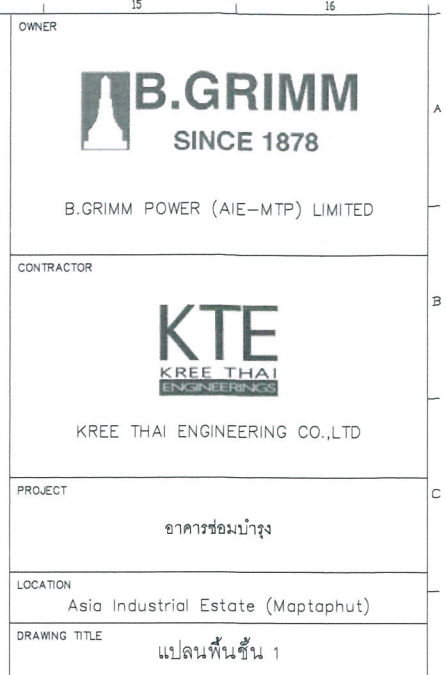 15 16
OWNER
B.GRIMM
SINCE 1878
A
B.GRIMM POWER (AIE-MTP) LIMITED
CONTRACTOR
B
KTE
KREE THAI
ENGINEERINGS
KREE THAI ENGINEERING CO.,LTD
PROJECT
C
อาคารซ่อมบำรุง
LOCATION
Asia Industrial Estate (Maptaphut)
DRAWING TITLE
แปลนพื้นชั้น 1